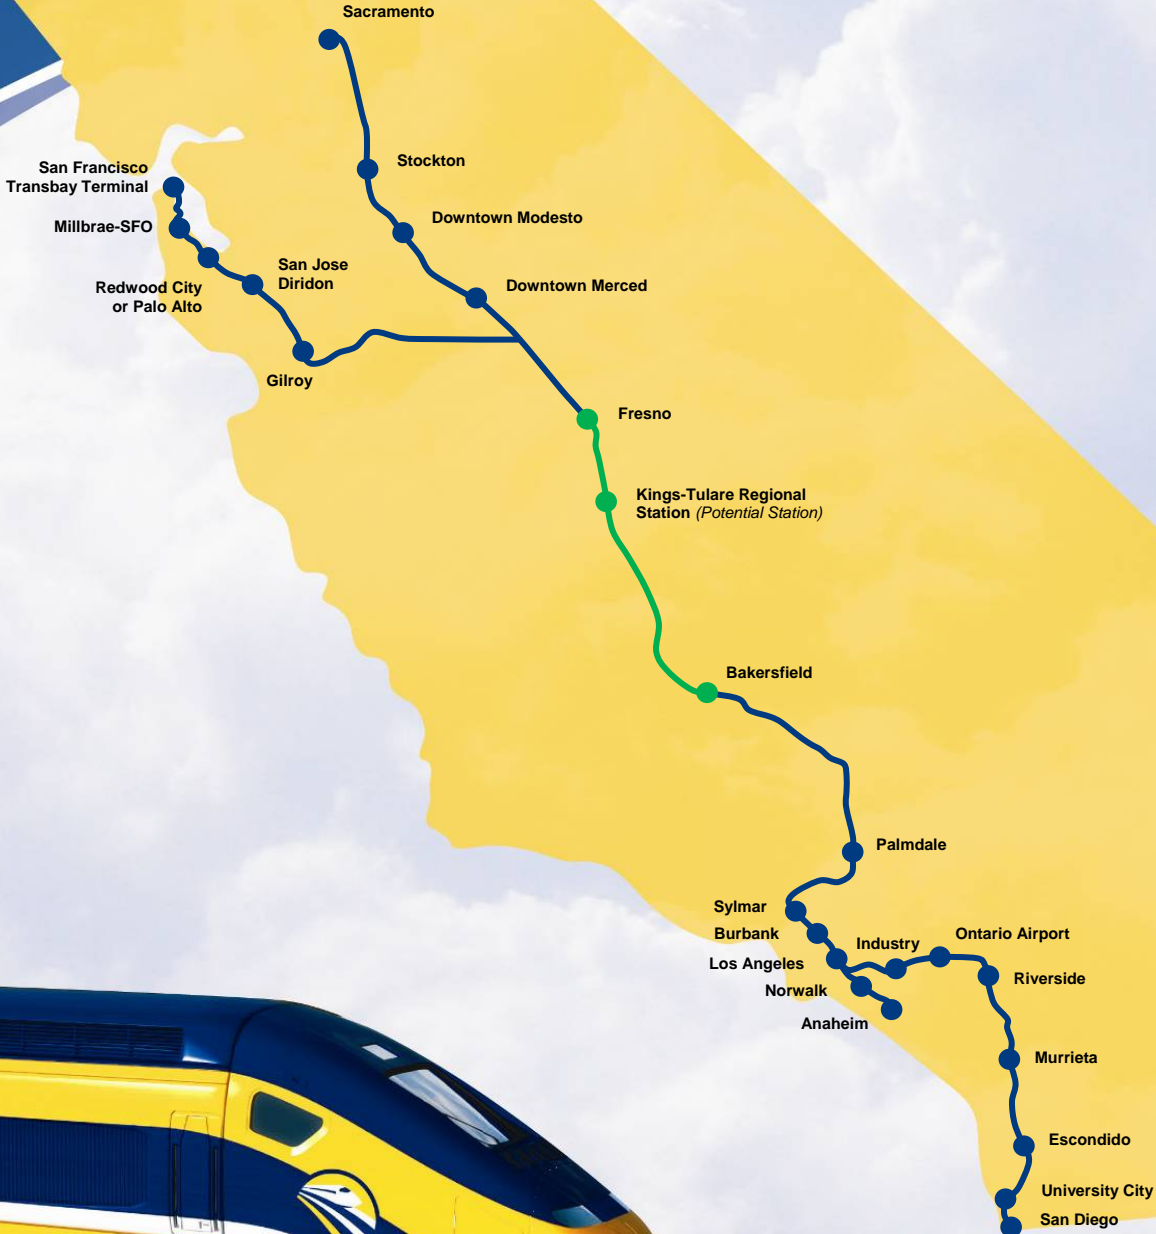 Sacramento
Stockton
San Francisco
Transbay Terminal
Downtown Modesto
Millbrae-SFO
San Jose
Diridon
Redwood City
or Palo Alto
Downtown Merced
Gilroy
Fresno
Kings-Tulare Regional
Station (Potential Station)
Bakersfield
Palmdale
Sylmar
Burbank
Los Angeles
Industry
Ontario Airport
Norwalk
Riverside
Anaheim
Murrieta
Escondido
University City
San Diego